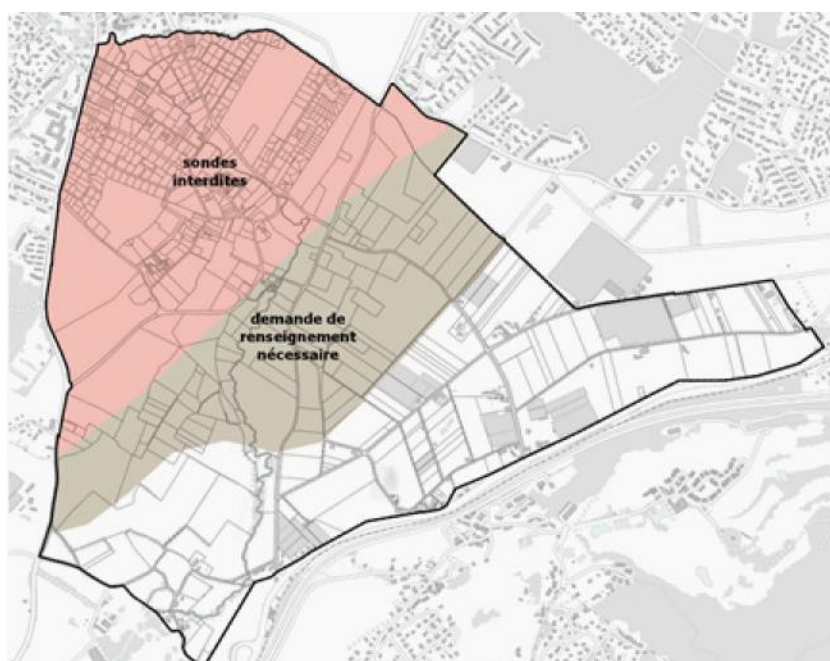 sondes
interdites
demande de
renseignement
nécessaire